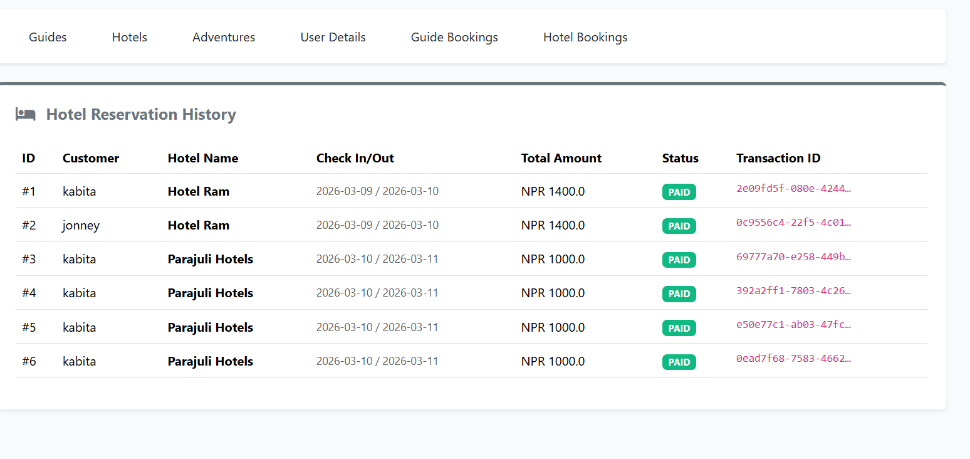 Guides Hotels Adventures User Details Guide Bookings Hotel Bookings
Hotel Reservation History
ID Customer Hotel Name Check In/Out Total Amount Status Transaction ID
#1 kabita Hotel Ram 2026-03-09 / 2026-03-10 NPR 1400.0 PAID 2e09fd5f-080e-4244…
#2 jonney Hotel Ram 2026-03-09 / 2026-03-10 NPR 1400.0 PAID 0c9556c4-22f5-4c01…
#3 kabita Parajuli Hotels 2026-03-10 / 2026-03-11 NPR 1000.0 PAID 69777a70-e258-449b…
#4 kabita Parajuli Hotels 2026-03-10 / 2026-03-11 NPR 1000.0 PAID 392a2ff1-7803-4c26…
#5 kabita Parajuli Hotels 2026-03-10 / 2026-03-11 NPR 1000.0 PAID e50e77c1-ab03-47fc…
#6 kabita Parajuli Hotels 2026-03-10 / 2026-03-11 NPR 1000.0 PAID 0ead7f68-7583-4662…